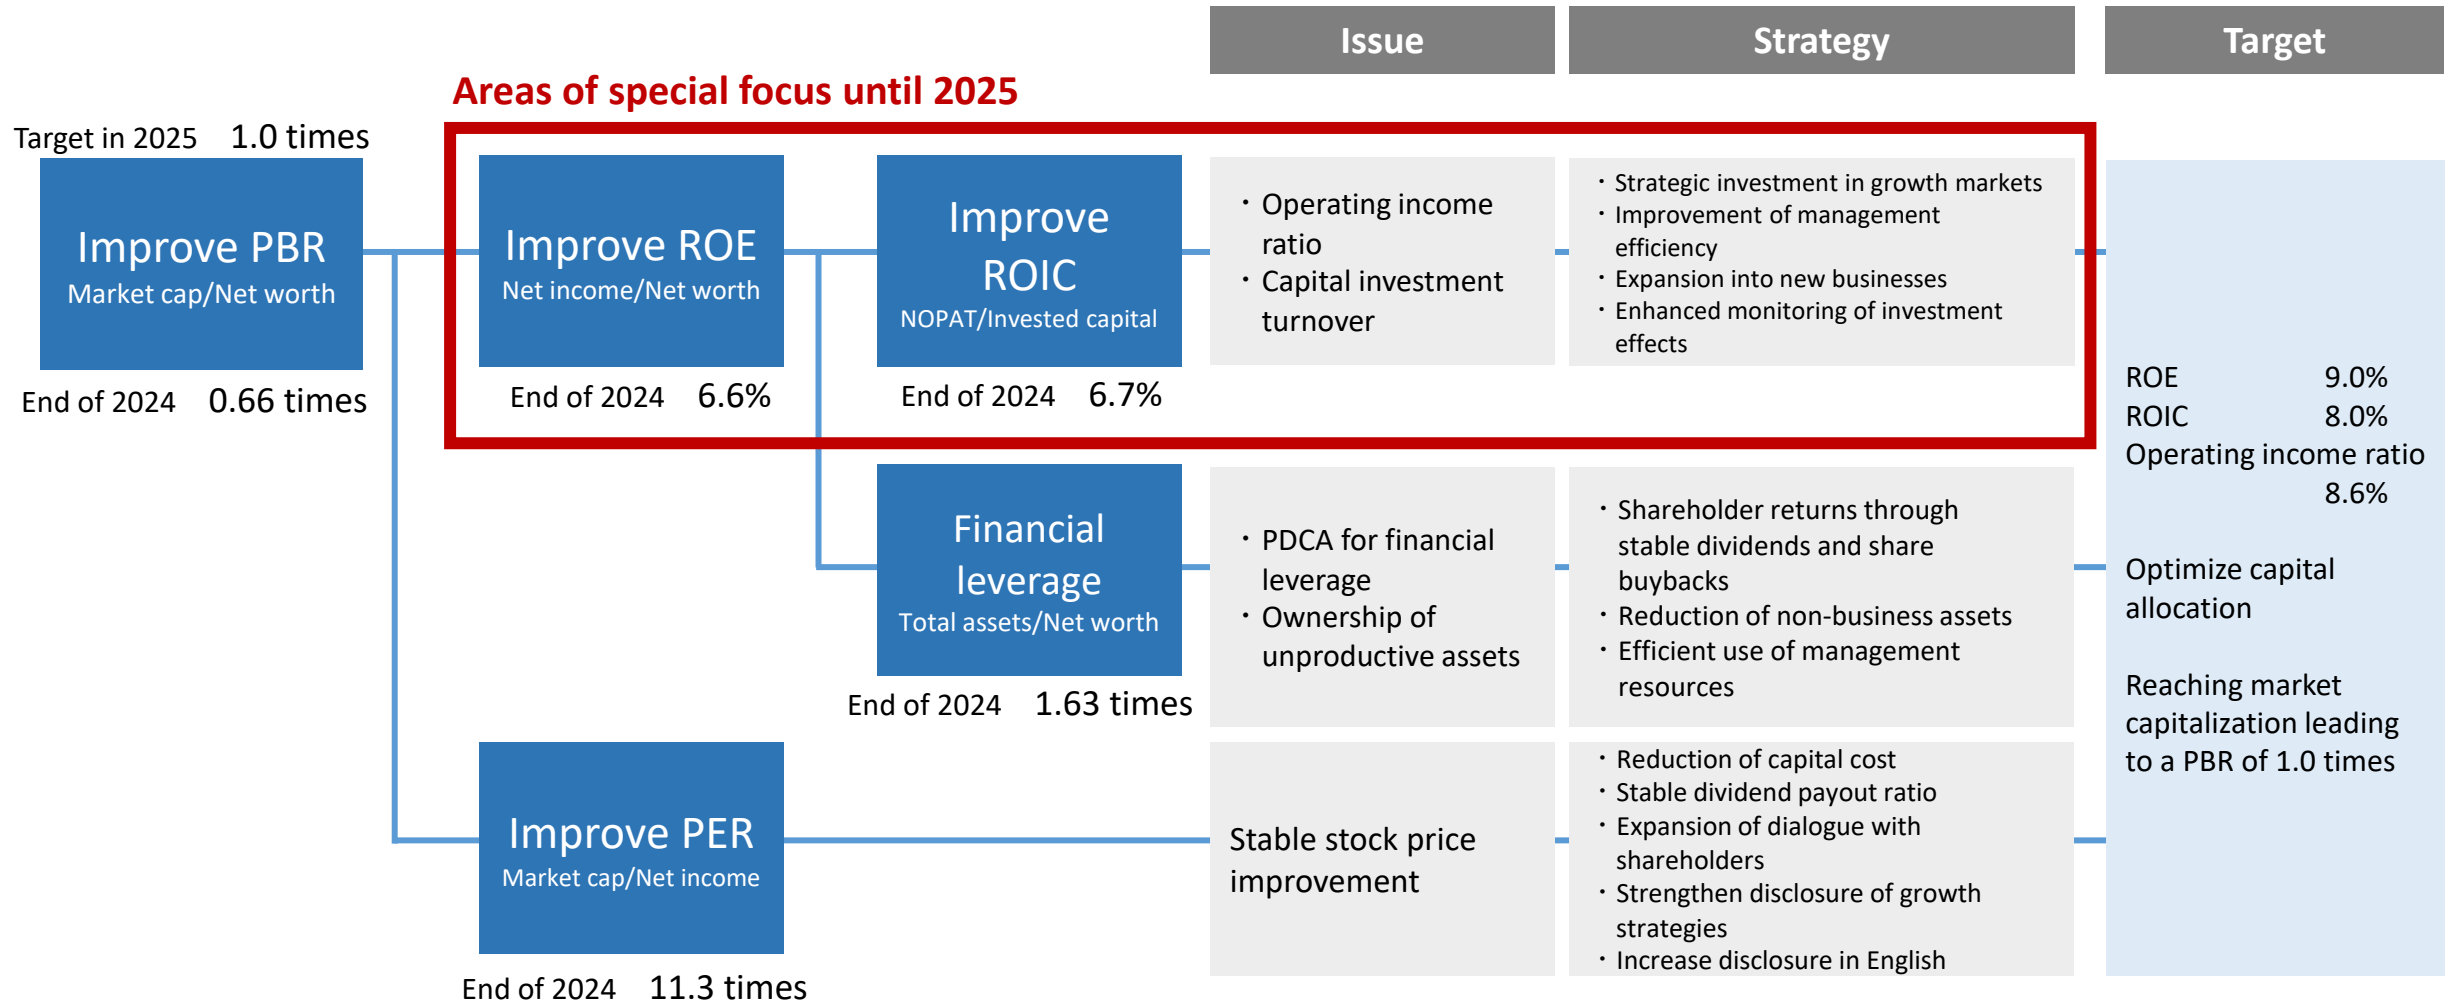 Issue
Strategy
Target
Areas of special focus until 2025
Target in 2025 1.0 times
Improve PBR
Market cap/Net worth
End of 2024 0.66 times
Improve ROE
Net income/Net worth
End of 2024 6.6%
Improve
ROIC
NOPAT/Invested capital
End of 2024 6.7%
・Operating income
ratio
・Capital investment
turnover
・Strategic investment in growth markets
・Improvement of management
efficiency
・Expansion into new businesses
・Enhanced monitoring of investment
effects
Financial
leverage
Total assets/Net worth
End of 2024 1.63 times
・PDCA for financial
leverage
・Ownership of
unproductive assets
・Shareholder returns through
stable dividends and share
buybacks
・Reduction of non-business assets
・Efficient use of management
resources
Improve PER
Market cap/Net income
End of 2024 11.3 times
Stable stock price
improvement
・Reduction of capital cost
・Stable dividend payout ratio
・Expansion of dialogue with
shareholders
・Strengthen disclosure of growth
strategies
・Increase disclosure in English
ROE 9.0%
ROIC 8.0%
Operating income ratio
8.6%
Optimize capital
allocation
Reaching market
capitalization leading
to a PBR of 1.0 times